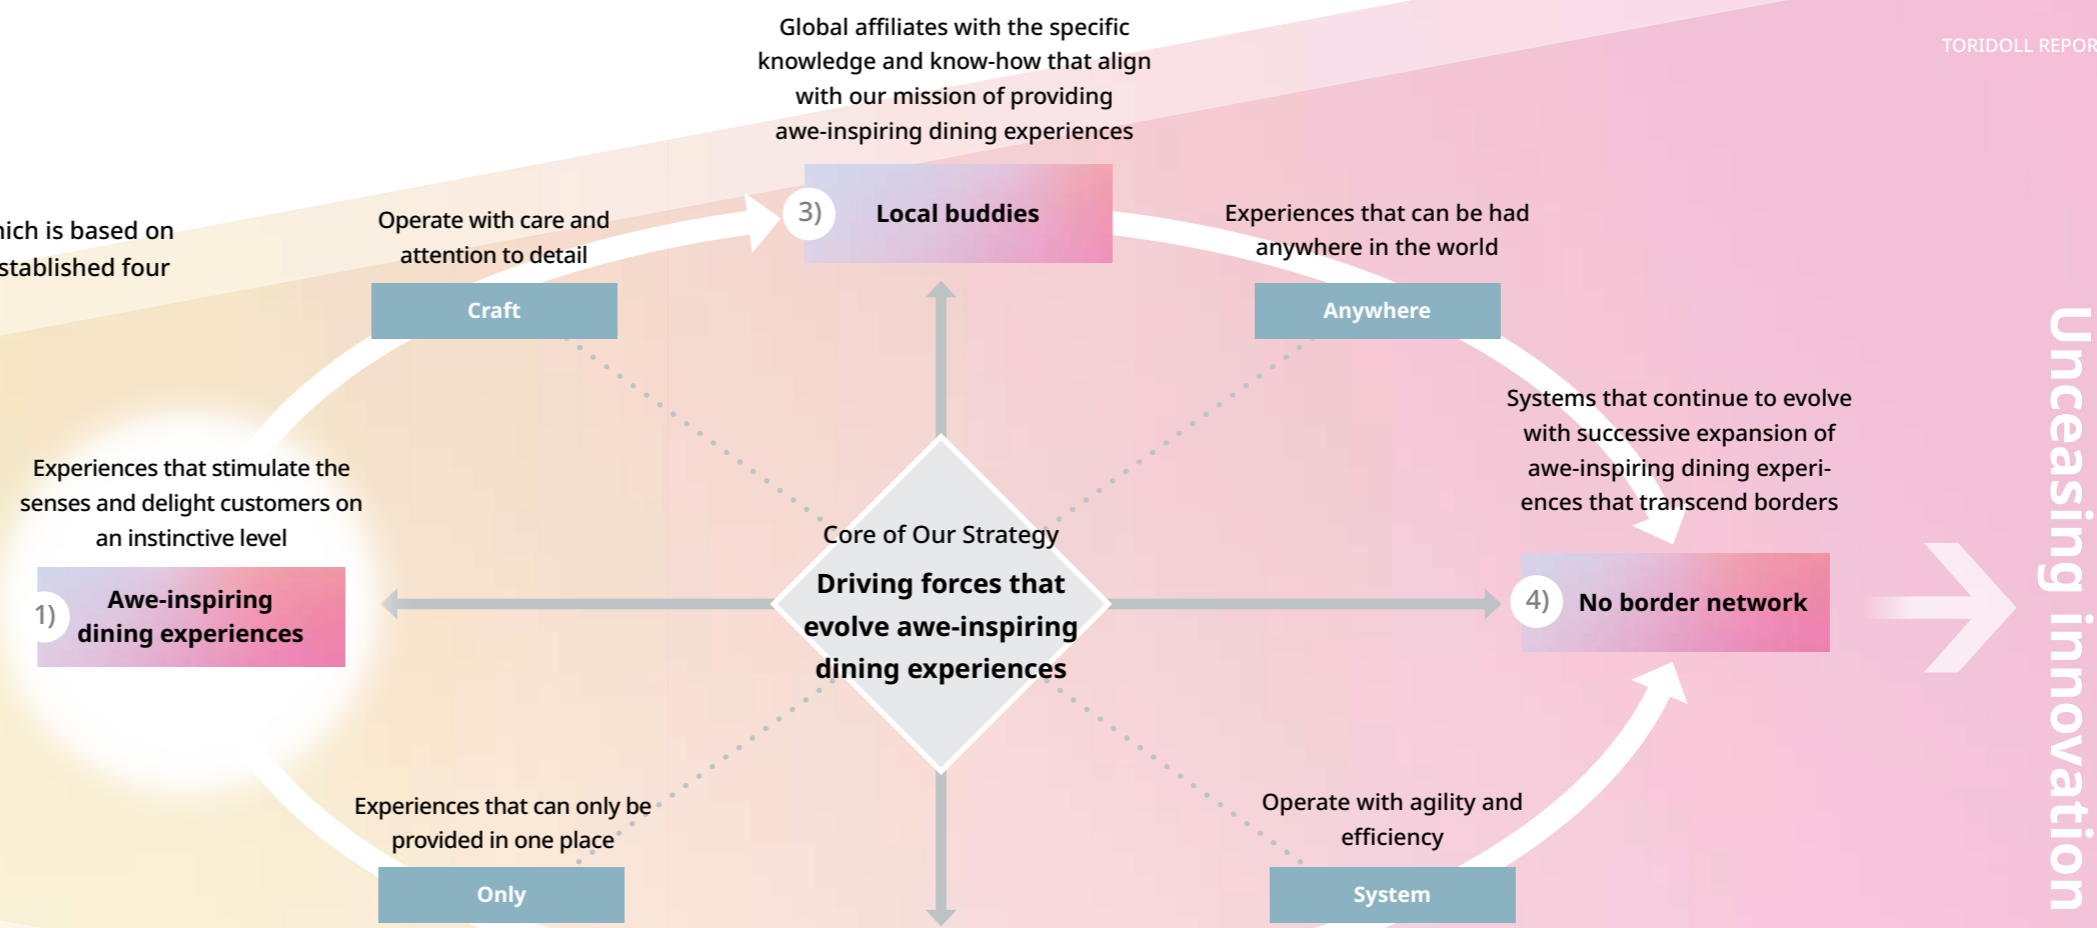 Global affiliates with the specific
knowledge and know-how that align
with our mission of providing
awe-inspiring dining experiences
TORIDOLL REPOR
3)
Local buddies
is based on
four
Operate with care and
attention to detail
Craft
Experiences that can be had
anywhere in the world
Anywhere
Experiences that stimulate the
senses and delight customers on
an instinctive level
1)
Awe-inspiring
dining experiences
Core of Our Strategy
Driving forces that
evolve awe-inspiring
dining experiences
Systems that continue to evolve
with successive expansion of
awe-inspiring dining experi-
ences that transcend borders
4)
No border network
Experiences that can only be
provided in one place
Only
Operate with agility and
efficiency
System
Unceasing innovation